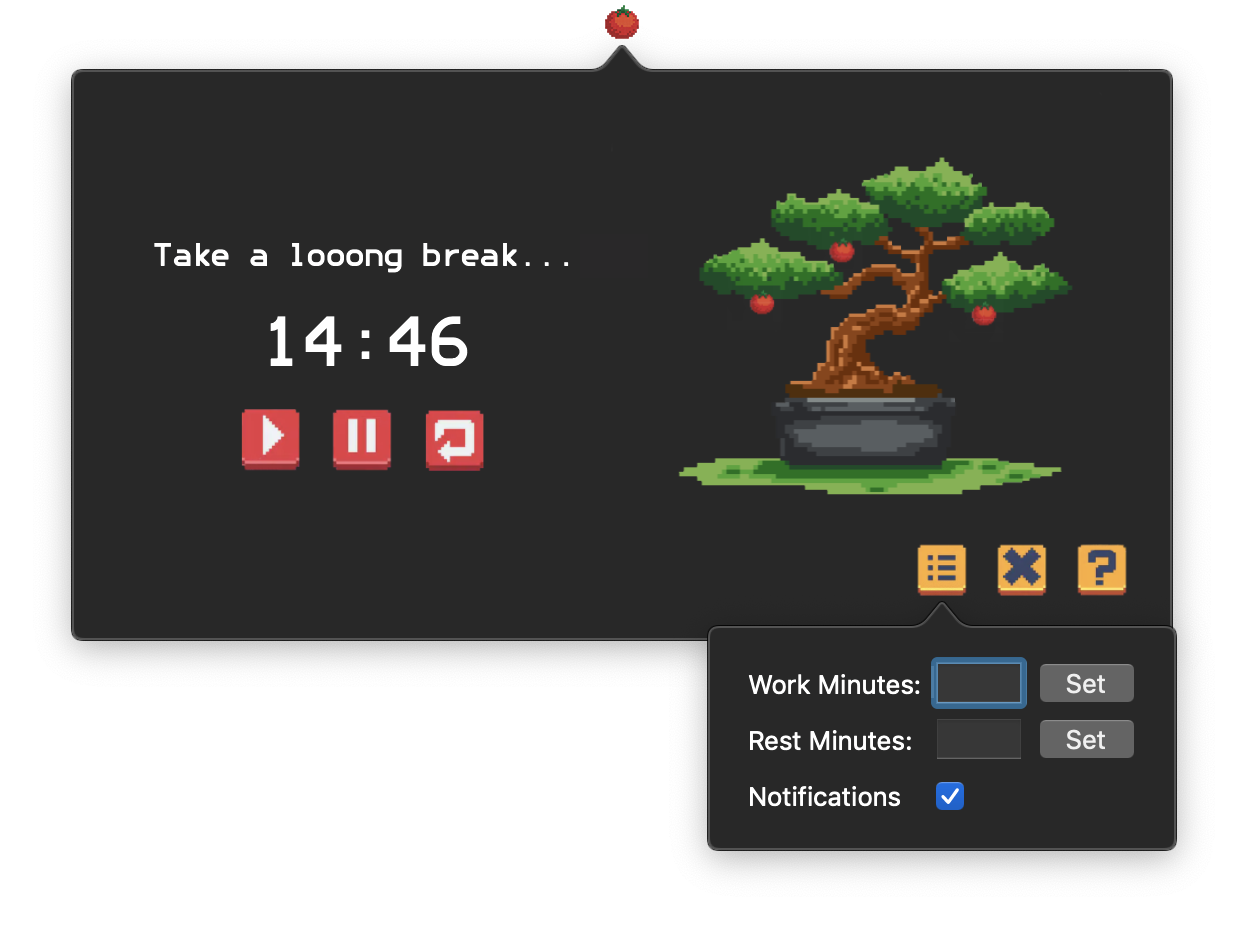 Take a looong break...
14:46
?
Work Minutes: Set
Rest Minutes: Set
Notifications